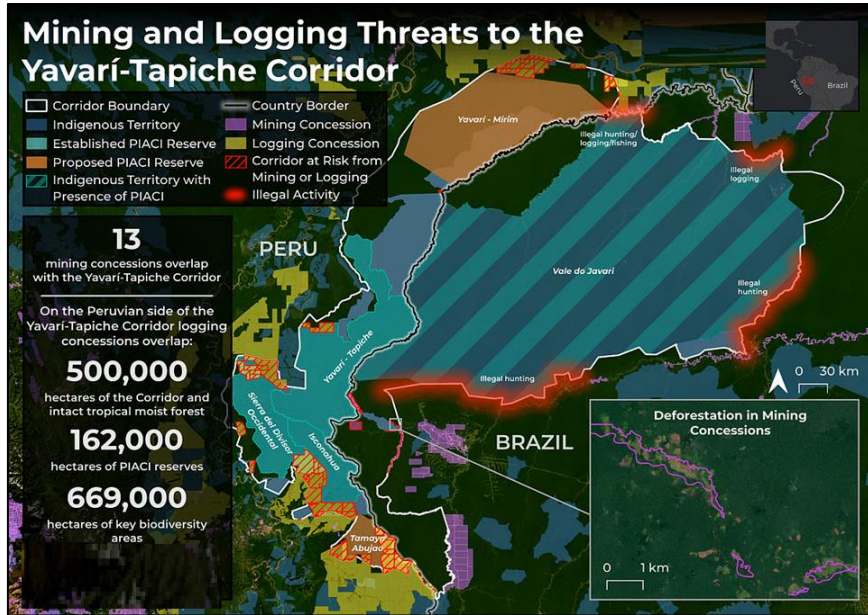 Mining and Logging Threats to the
Yavarí-Tapiche Corridor
Corridor Boundary
Indigenous Territory
Established PIACI Reserve
Proposed PIACI Reserve
Indigenous Territory with
Presence of PIACI
Country Border
Mining Concession
Logging Concession
Corridor at Risk from
Mining or Logging
Illegal Activity
Peru
Brazil
13
mining concessions overlap
with the Yavarí-Tapiche Corridor
On the Peruvian side of the
Yavarí-Tapiche Corridor logging
concessions overlap:
500,000
hectares of the Corridor and
intact tropical moist forest
162,000
hectares of PIACI reserves
669,000
hectares of key biodiversity
areas
PERU
BRAZIL
Yavari - Mirim
Illegal hunting/
logging/fishing
Illegal
logging
Vale do Javari
Illegal
hunting
Illegal hunting
Yavari - Tapiche
Sierra del Divisor
Occidental
Isconahua
Tamaya
Abujao
0 30 km
Deforestation in Mining
Concessions
0 1 km